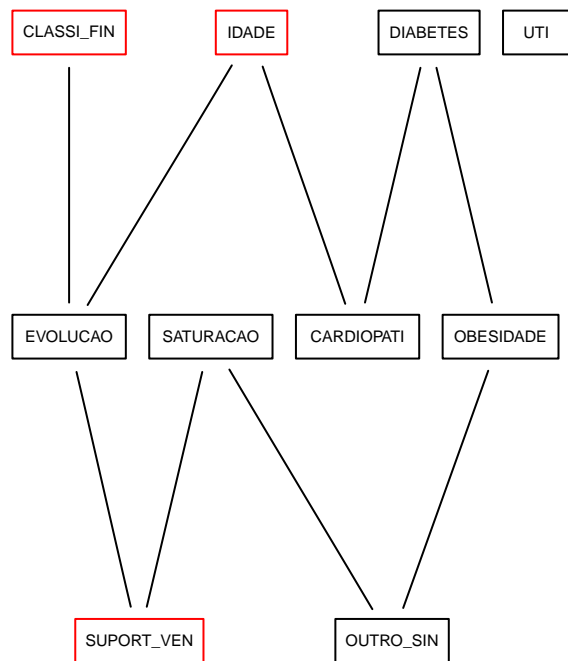 CLASSI_FIN
IDADE
DIABETES
UTI
EVOLUCAO
SATURACAO
CARDIOPATI
OBESIDADE
SUPORT_VEN
OUTRO_SIN